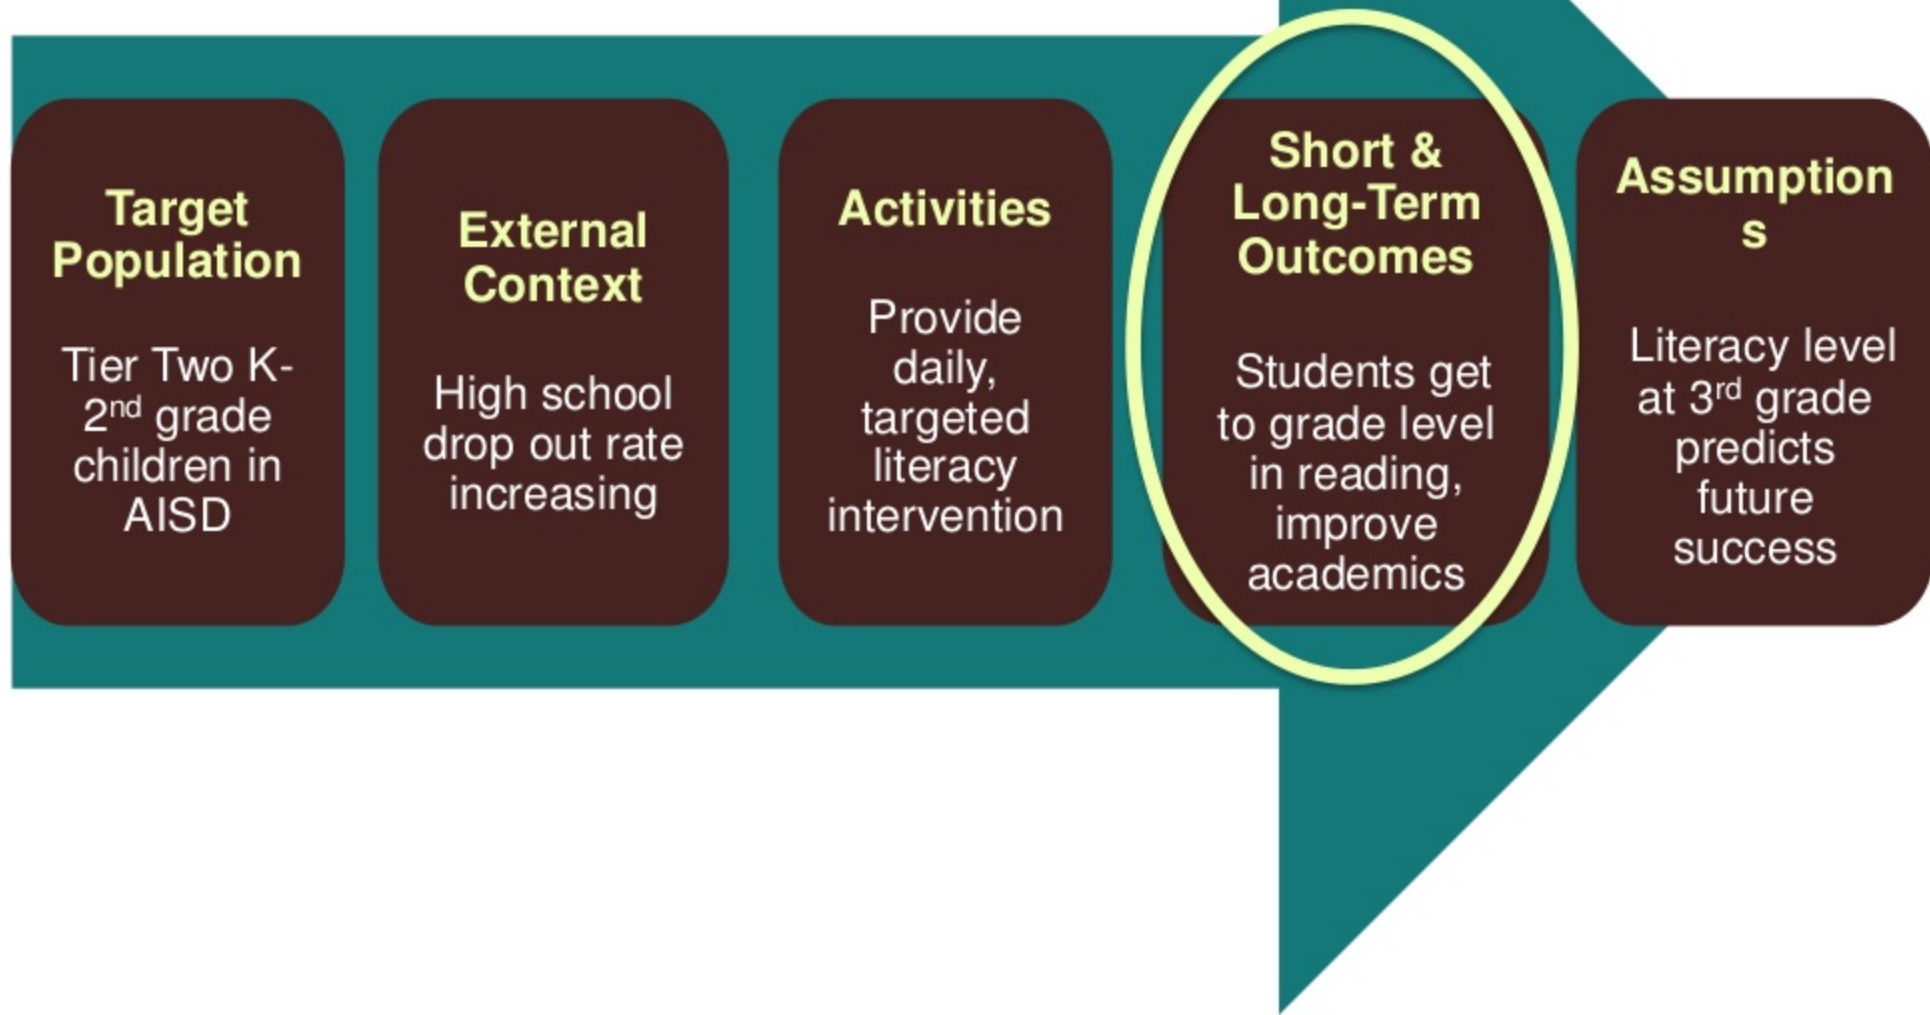 Target
Population
Tier Two K-
2nd grade
children in
AISD
External
Context
High school
drop out rate
increasing
Activities
Provide
daily,
targeted
literacy
intervention
Short &
Long-Term
Outcomes
Students get
to grade level
in reading,
improve
academics
Assumption
s
Literacy level
at 3rd grade
predicts
future
success